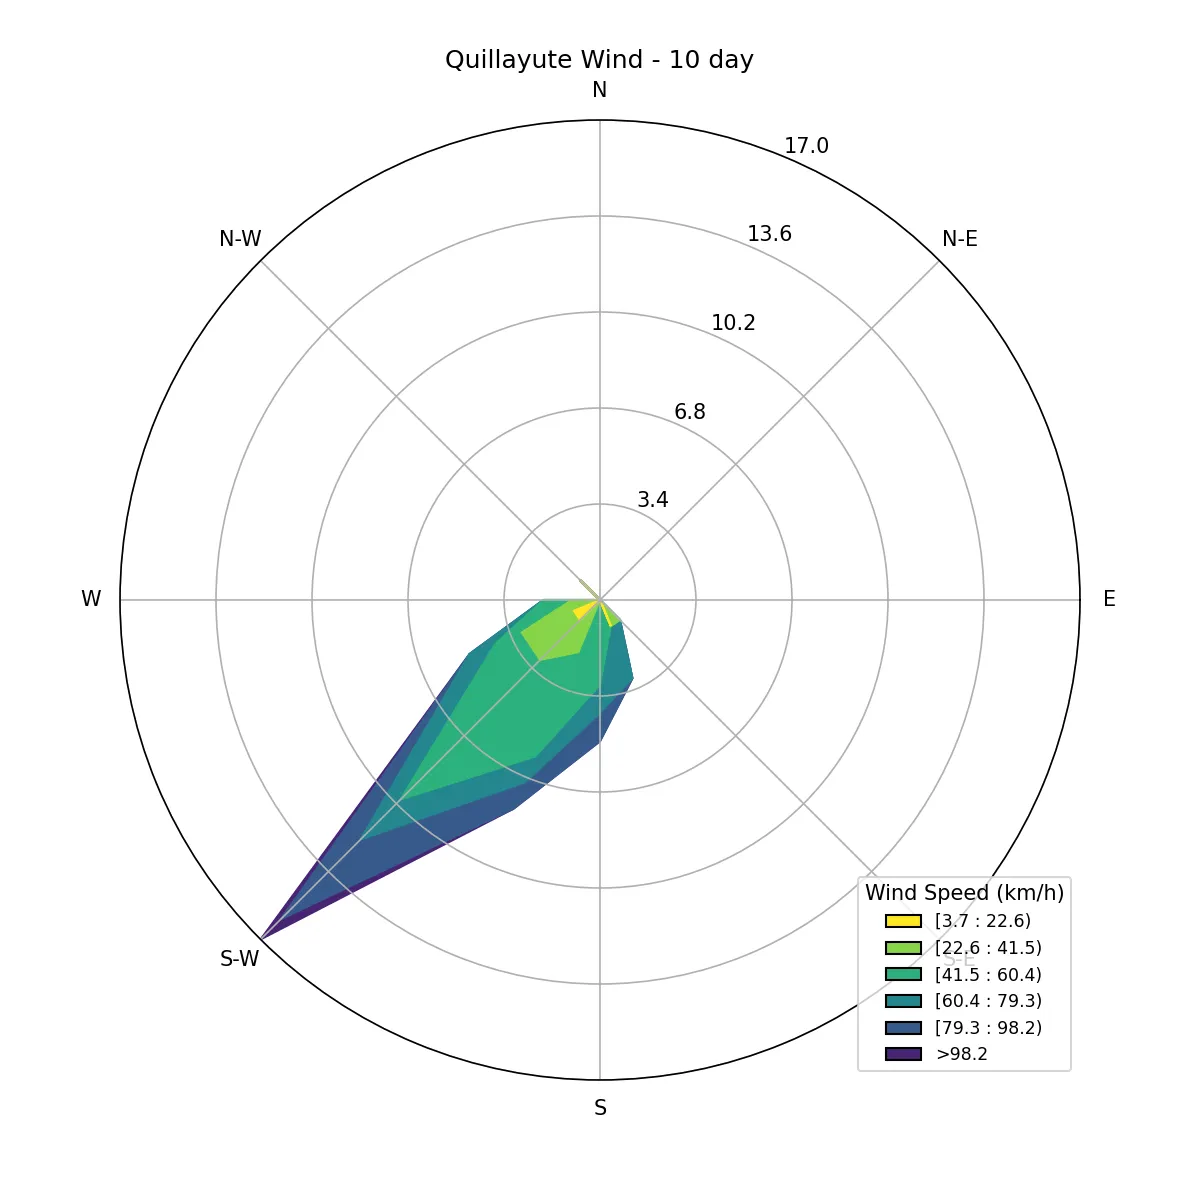 Quillayute Wind - 10 day
N
17.0
13.6
N-W
N-E
10.2
6.8
3.4
W
E
Wind Speed (km/h)
[3.7 : 22.6)
[22.6 : 41.5)
S-W
S-E
[41.5 : 60.4)
[60.4 : 79.3)
[79.3 : 98.2)
>98.2
S